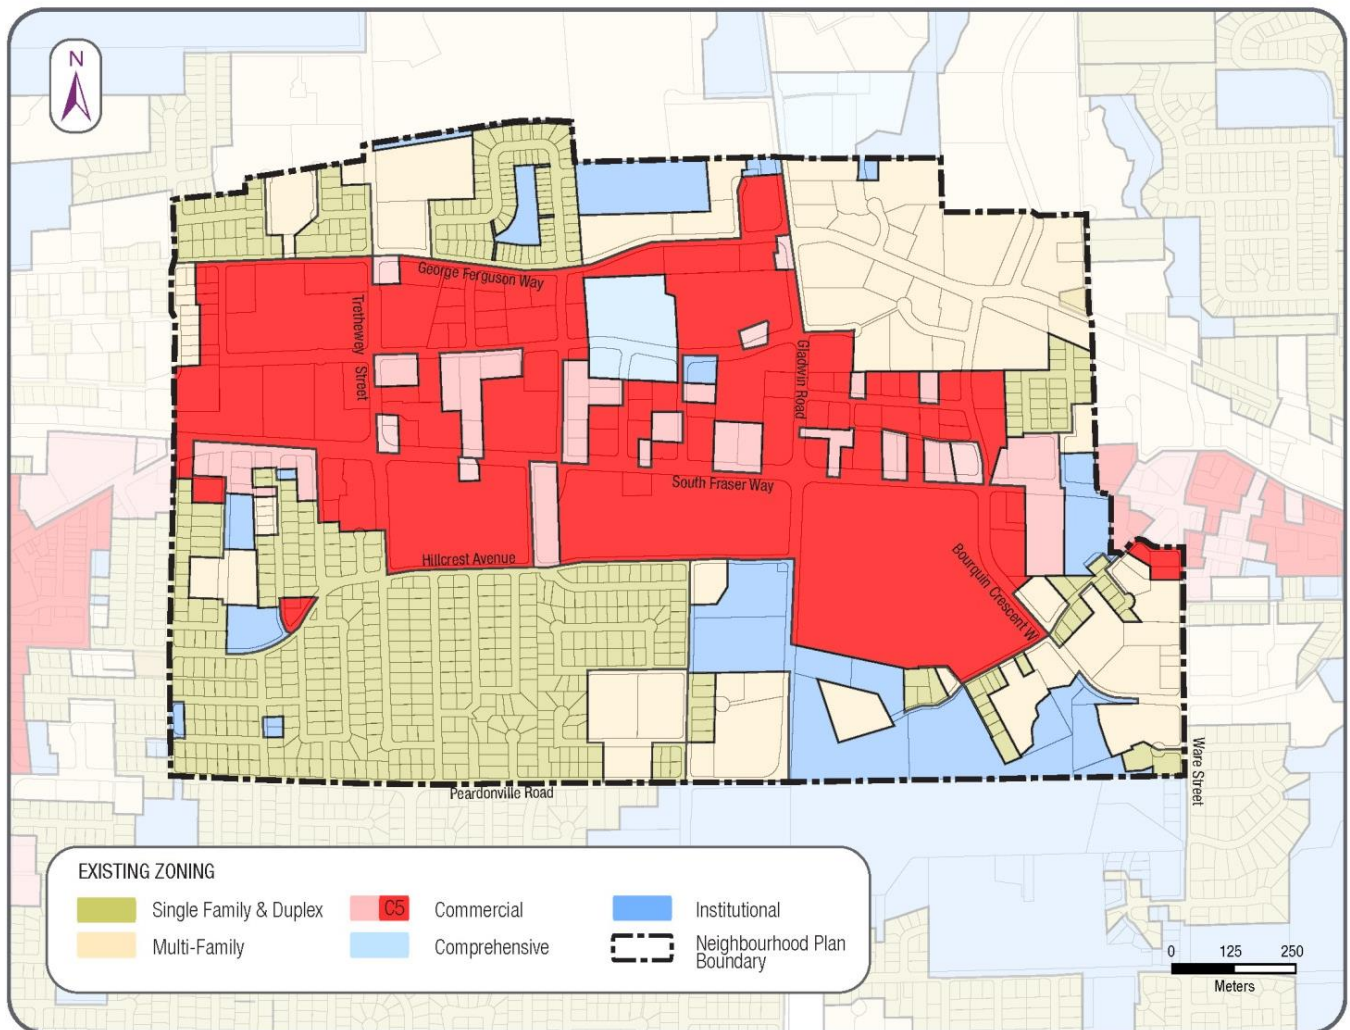 N
George Ferguson Way
Trethewey Street
Gladwin Road
South Fraser Way
Hillcrest Avenue
Bourquin Crescent W
Peardonville Road
Ware Street
EXISTING ZONING
Single Family & Duplex
C5 Commercial
Institutional
Multi-Family
Comprehensive
Neighbourhood Plan
Boundary
0 125 250
Meters